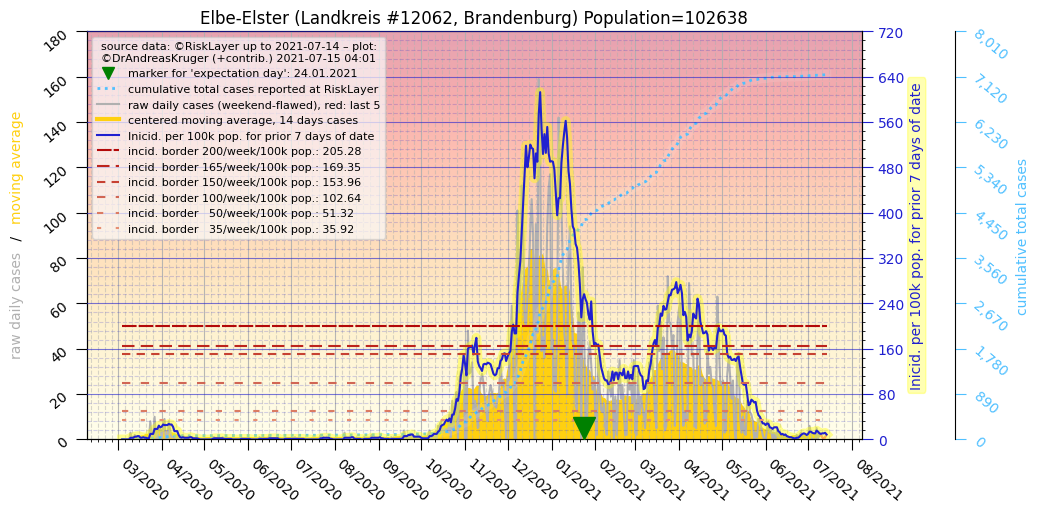 Elbe-Elster (Landkreis #12062, Brandenburg) Population=102638
source data: ©RiskLayer up to 2021-07-14 – plot:
©DrAndreasKruger (+contrib.) 2021-07-15 04:01
marker for 'expectation day': 24.01.2021
cumulative total cases reported at RiskLayer
raw daily cases (weekend-flawed), red: last 5
centered moving average, 14 days cases
Inicid. per 100k pop. for prior 7 days of date
incid. border 200/week/100k pop.: 205.28
incid. border 165/week/100k pop.: 169.35
incid. border 150/week/100k pop.: 153.96
incid. border 100/week/100k pop.: 102.64
incid. border   50/week/100k pop.: 51.32
incid. border   35/week/100k pop.: 35.92
raw daily cases / moving average
180
160
140
120
100
80
60
40
20
0
03/2020
04/2020
05/2020
06/2020
07/2020
08/2020
09/2020
10/2020
11/2020
12/2020
01/2021
02/2021
03/2021
04/2021
05/2021
06/2021
07/2021
08/2021
720
640
560
480
400
320
240
160
80
0
Inicid. per 100k pop. for prior 7 days of date
8,010
7,120
6,230
5,340
4,450
3,560
2,670
1,780
890
0
cumulative total cases